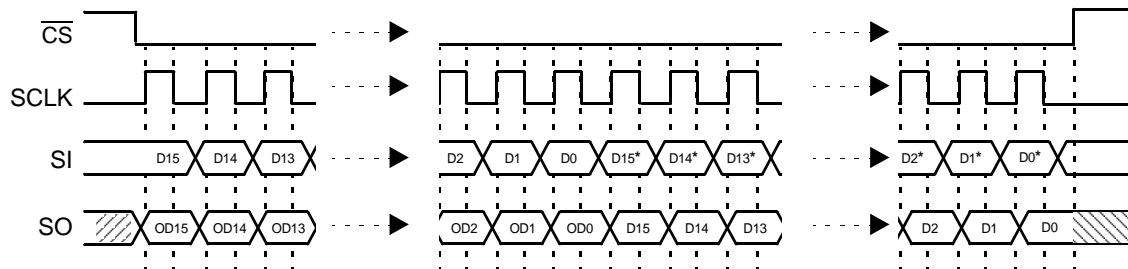 CS
SCLK
SI D15 D14 D13 D2 D1 D0 D15* D14* D13* D2* D1* D0*
SO OD15 OD14 OD13 OD2 OD1 OD0 D15 D14 D13 D2 D1 D0